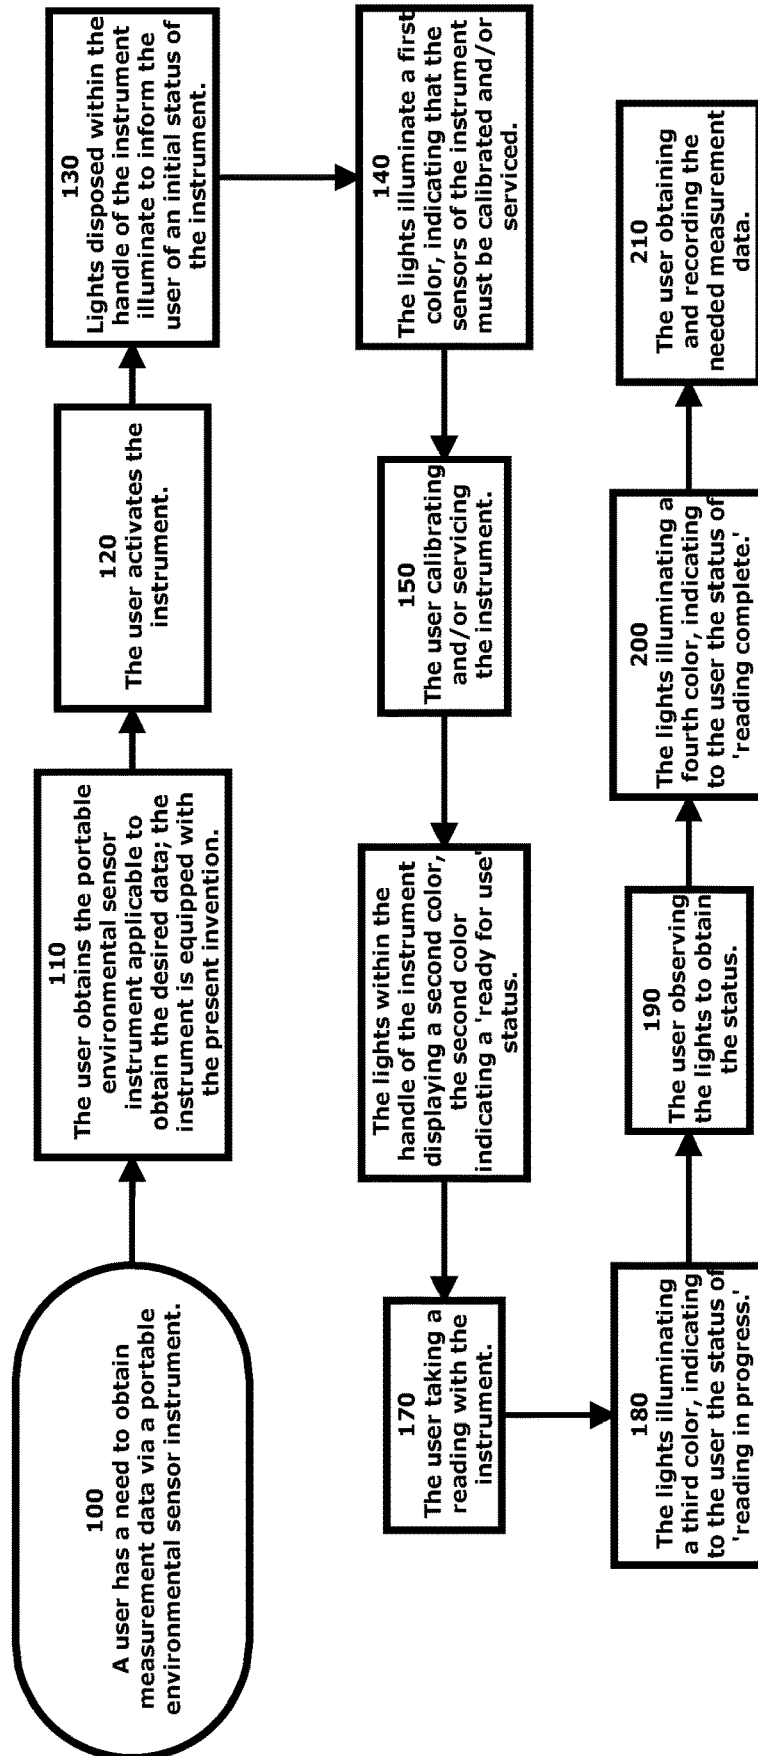 100
A user has a need to obtain
measurement data via a portable
environmental sensor instrument.
110
The user obtains the portable
environmental sensor
instrument applicable to
obtain the desired data; the
instrument is equipped with
the present invention.
120
The user activates the
instrument.
130
Lights disposed within the
handle of the instrument
illuminate to inform the
user of an initial status of
the instrument.
140
The lights illuminate a first
color, indicating that the
sensors of the instrument
must be calibrated and/or
serviced.
150
The user calibrating
and/or servicing
the instrument.
The lights within the
handle of the instrument
displaying a second color,
the second color
indicating a 'ready for use'
status.
170
The user taking a
reading with the
instrument.
180
The lights illuminating
a third color, indicating
to the user the status of
'reading in progress.'
190
The user observing
the lights to obtain
the status.
200
The lights illuminating a
fourth color, indicating
to the user the status of
'reading complete.'
210
The user obtaining
and recording the
needed measurement
data.